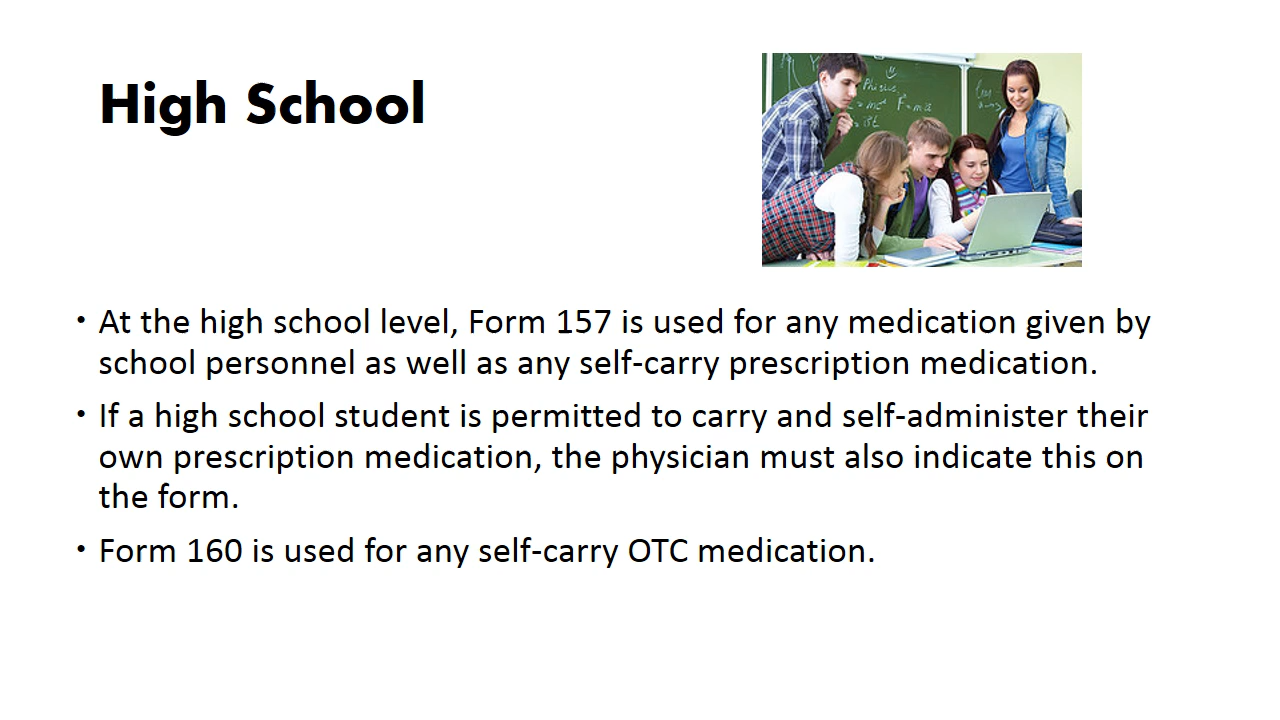 High School
Physics
F=ma
At the high school level, Form 157 is used for any medication given by
school personnel as well as any self-carry prescription medication.
If a high school student is permitted to carry and self-administer their
own prescription medication, the physician must also indicate this on
the form.
Form 160 is used for any self-carry OTC medication.